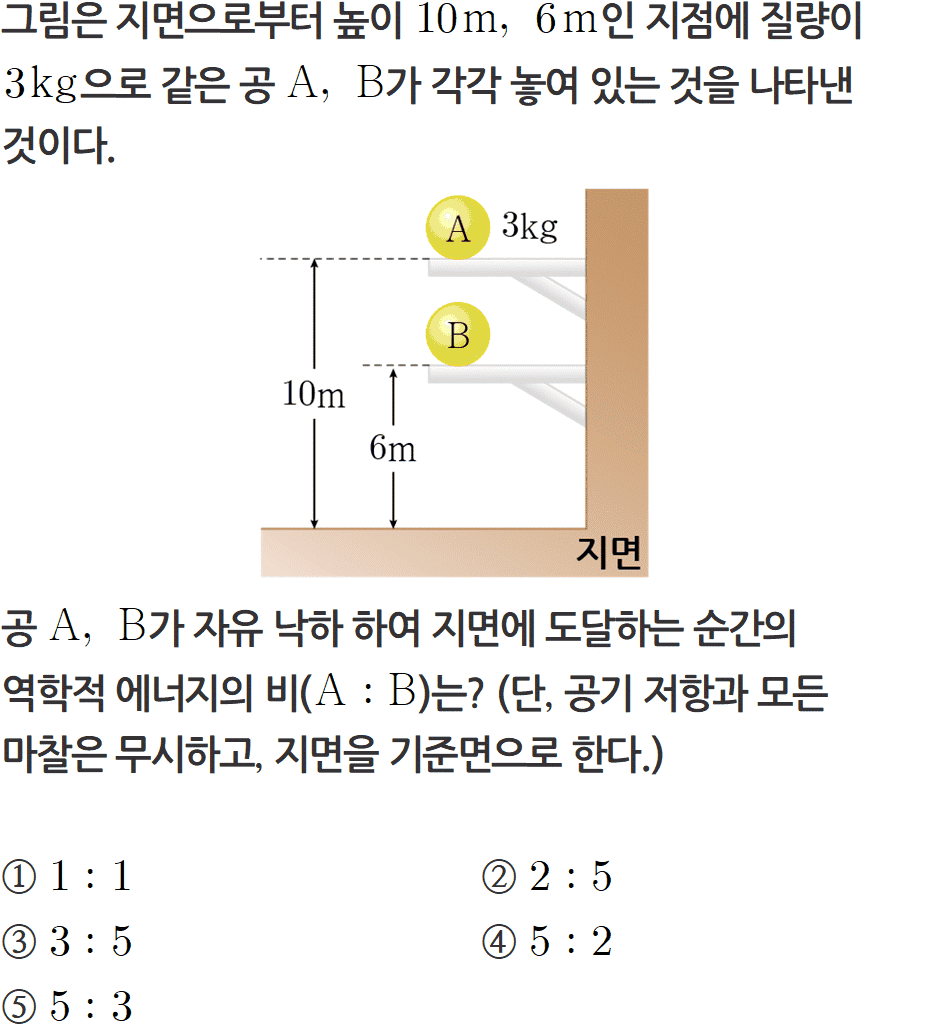 그림은 지면으로부터 높이 10m, 6m인 지점에 질량이
3kg으로 같은 공 A, B가 각각 놓여 있는 것을 나타낸
것이다.
A 3kg
B
10m
6m
지면
공 A, B가 자유 낙하 하여 지면에 도달하는 순간의
역학적 에너지의 비(A : B)는? (단, 공기 저항과 모든
마찰은 무시하고, 지면을 기준면으로 한다.)
① 1 : 1 ② 2 : 5
③ 3 : 5 ④ 5 : 2
⑤ 5 : 3